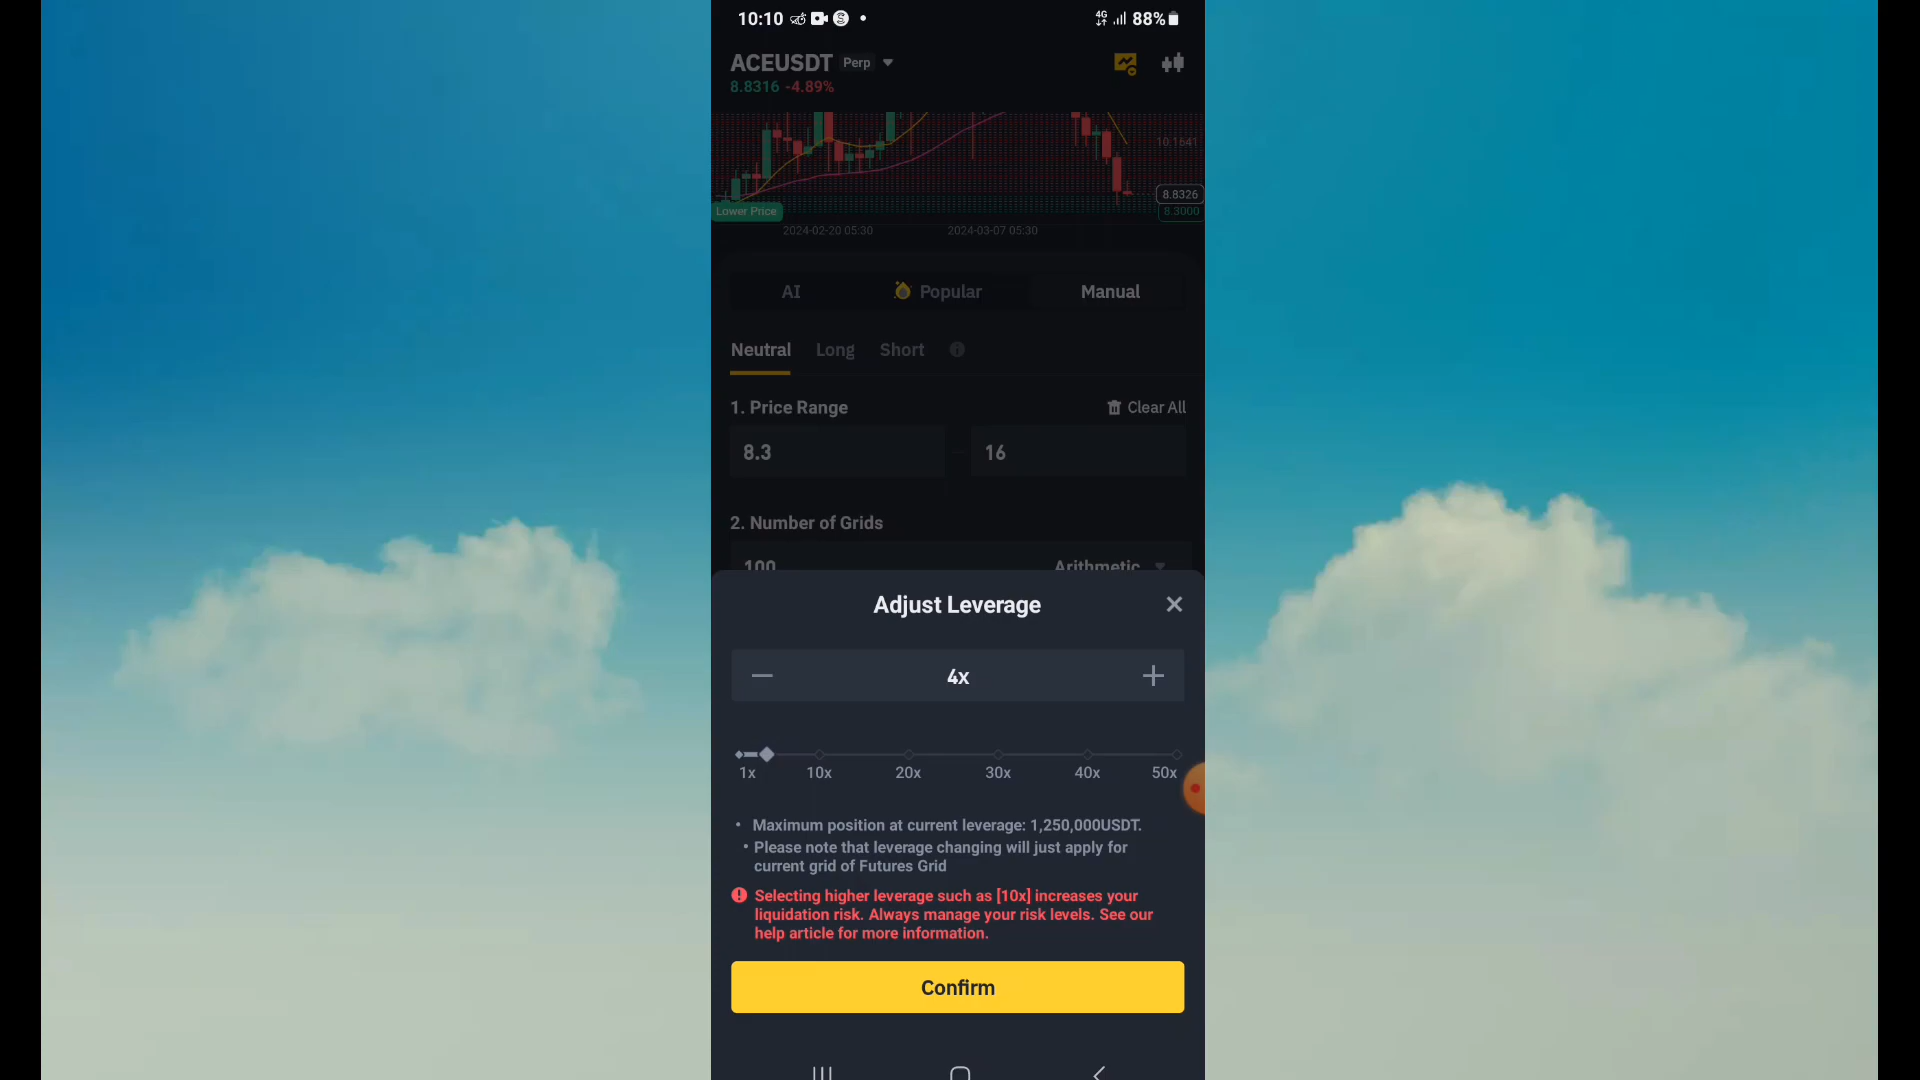 10:10
4G 88%
ACEUSDT Perp
8.8316 -4.89%
10.1641
8.8326
Lower Price
8.3000
2024-02-20 05:30 2024-03-07 05:30
AI Popular Manual
Neutral Long Short
1. Price Range Clear All
8.3 16
2. Number of Grids
100 Arithmetic
Adjust Leverage
4x
1x 10x 20x 30x 40x 50x
• Maximum position at current leverage: 1,250,000USDT.
• Please note that leverage changing will just apply for
current grid of Futures Grid
Selecting higher leverage such as [10x] increases your
liquidation risk. Always manage your risk levels. See our
help article for more information.
Confirm